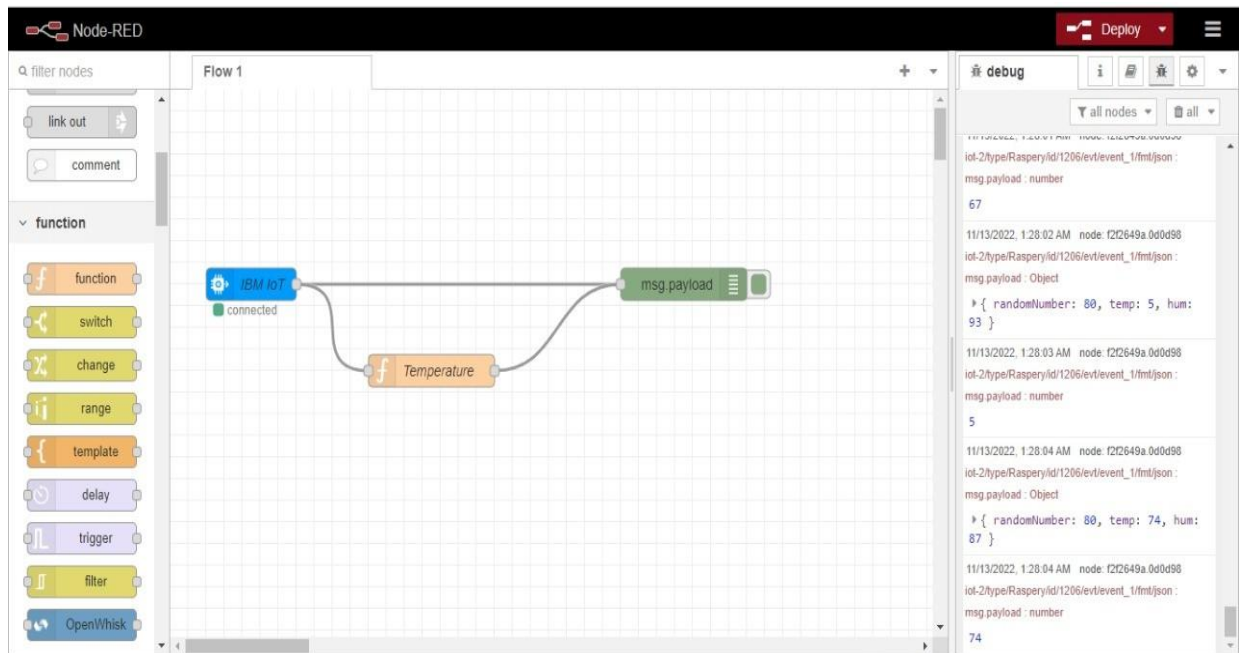 Node-RED
Deploy
filter nodes
Flow 1
debug
i
all nodes
all
link out
comment
function
function
switch
change
range
template
delay
trigger
filter
OpenWhisk
IBM IoT
connected
Temperature
msg.payload
iot-2/type/Raspery/id/1206/evt/event_1/fmt/json :
msg.payload : number
67
11/13/2022, 1:28:02 AM node: f2f2649a.0d0d98
iot-2/type/Raspery/id/1206/evt/event_1/fmt/json :
msg.payload : Object
{ randomNumber: 80, temp: 5, hum:
93 }
11/13/2022, 1:28:03 AM node: f2f2649a.0d0d98
iot-2/type/Raspery/id/1206/evt/event_1/fmt/json :
msg.payload : number
5
11/13/2022, 1:28:04 AM node: f2f2649a.0d0d98
iot-2/type/Raspery/id/1206/evt/event_1/fmt/json :
msg.payload : Object
{ randomNumber: 80, temp: 74, hum:
87 }
11/13/2022, 1:28:04 AM node: f2f2649a.0d0d98
iot-2/type/Raspery/id/1206/evt/event_1/fmt/json :
msg.payload : number
74